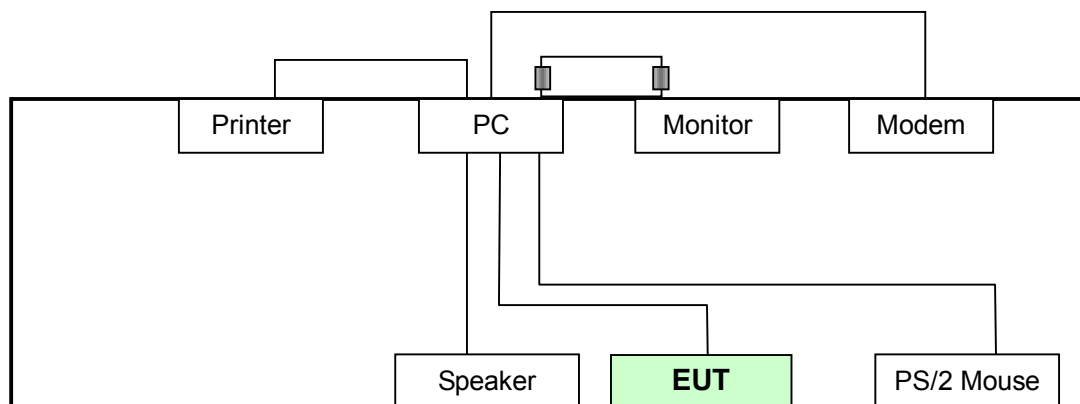 Printer
PC
Monitor
Modem
Speaker
EUT
PS/2 Mouse